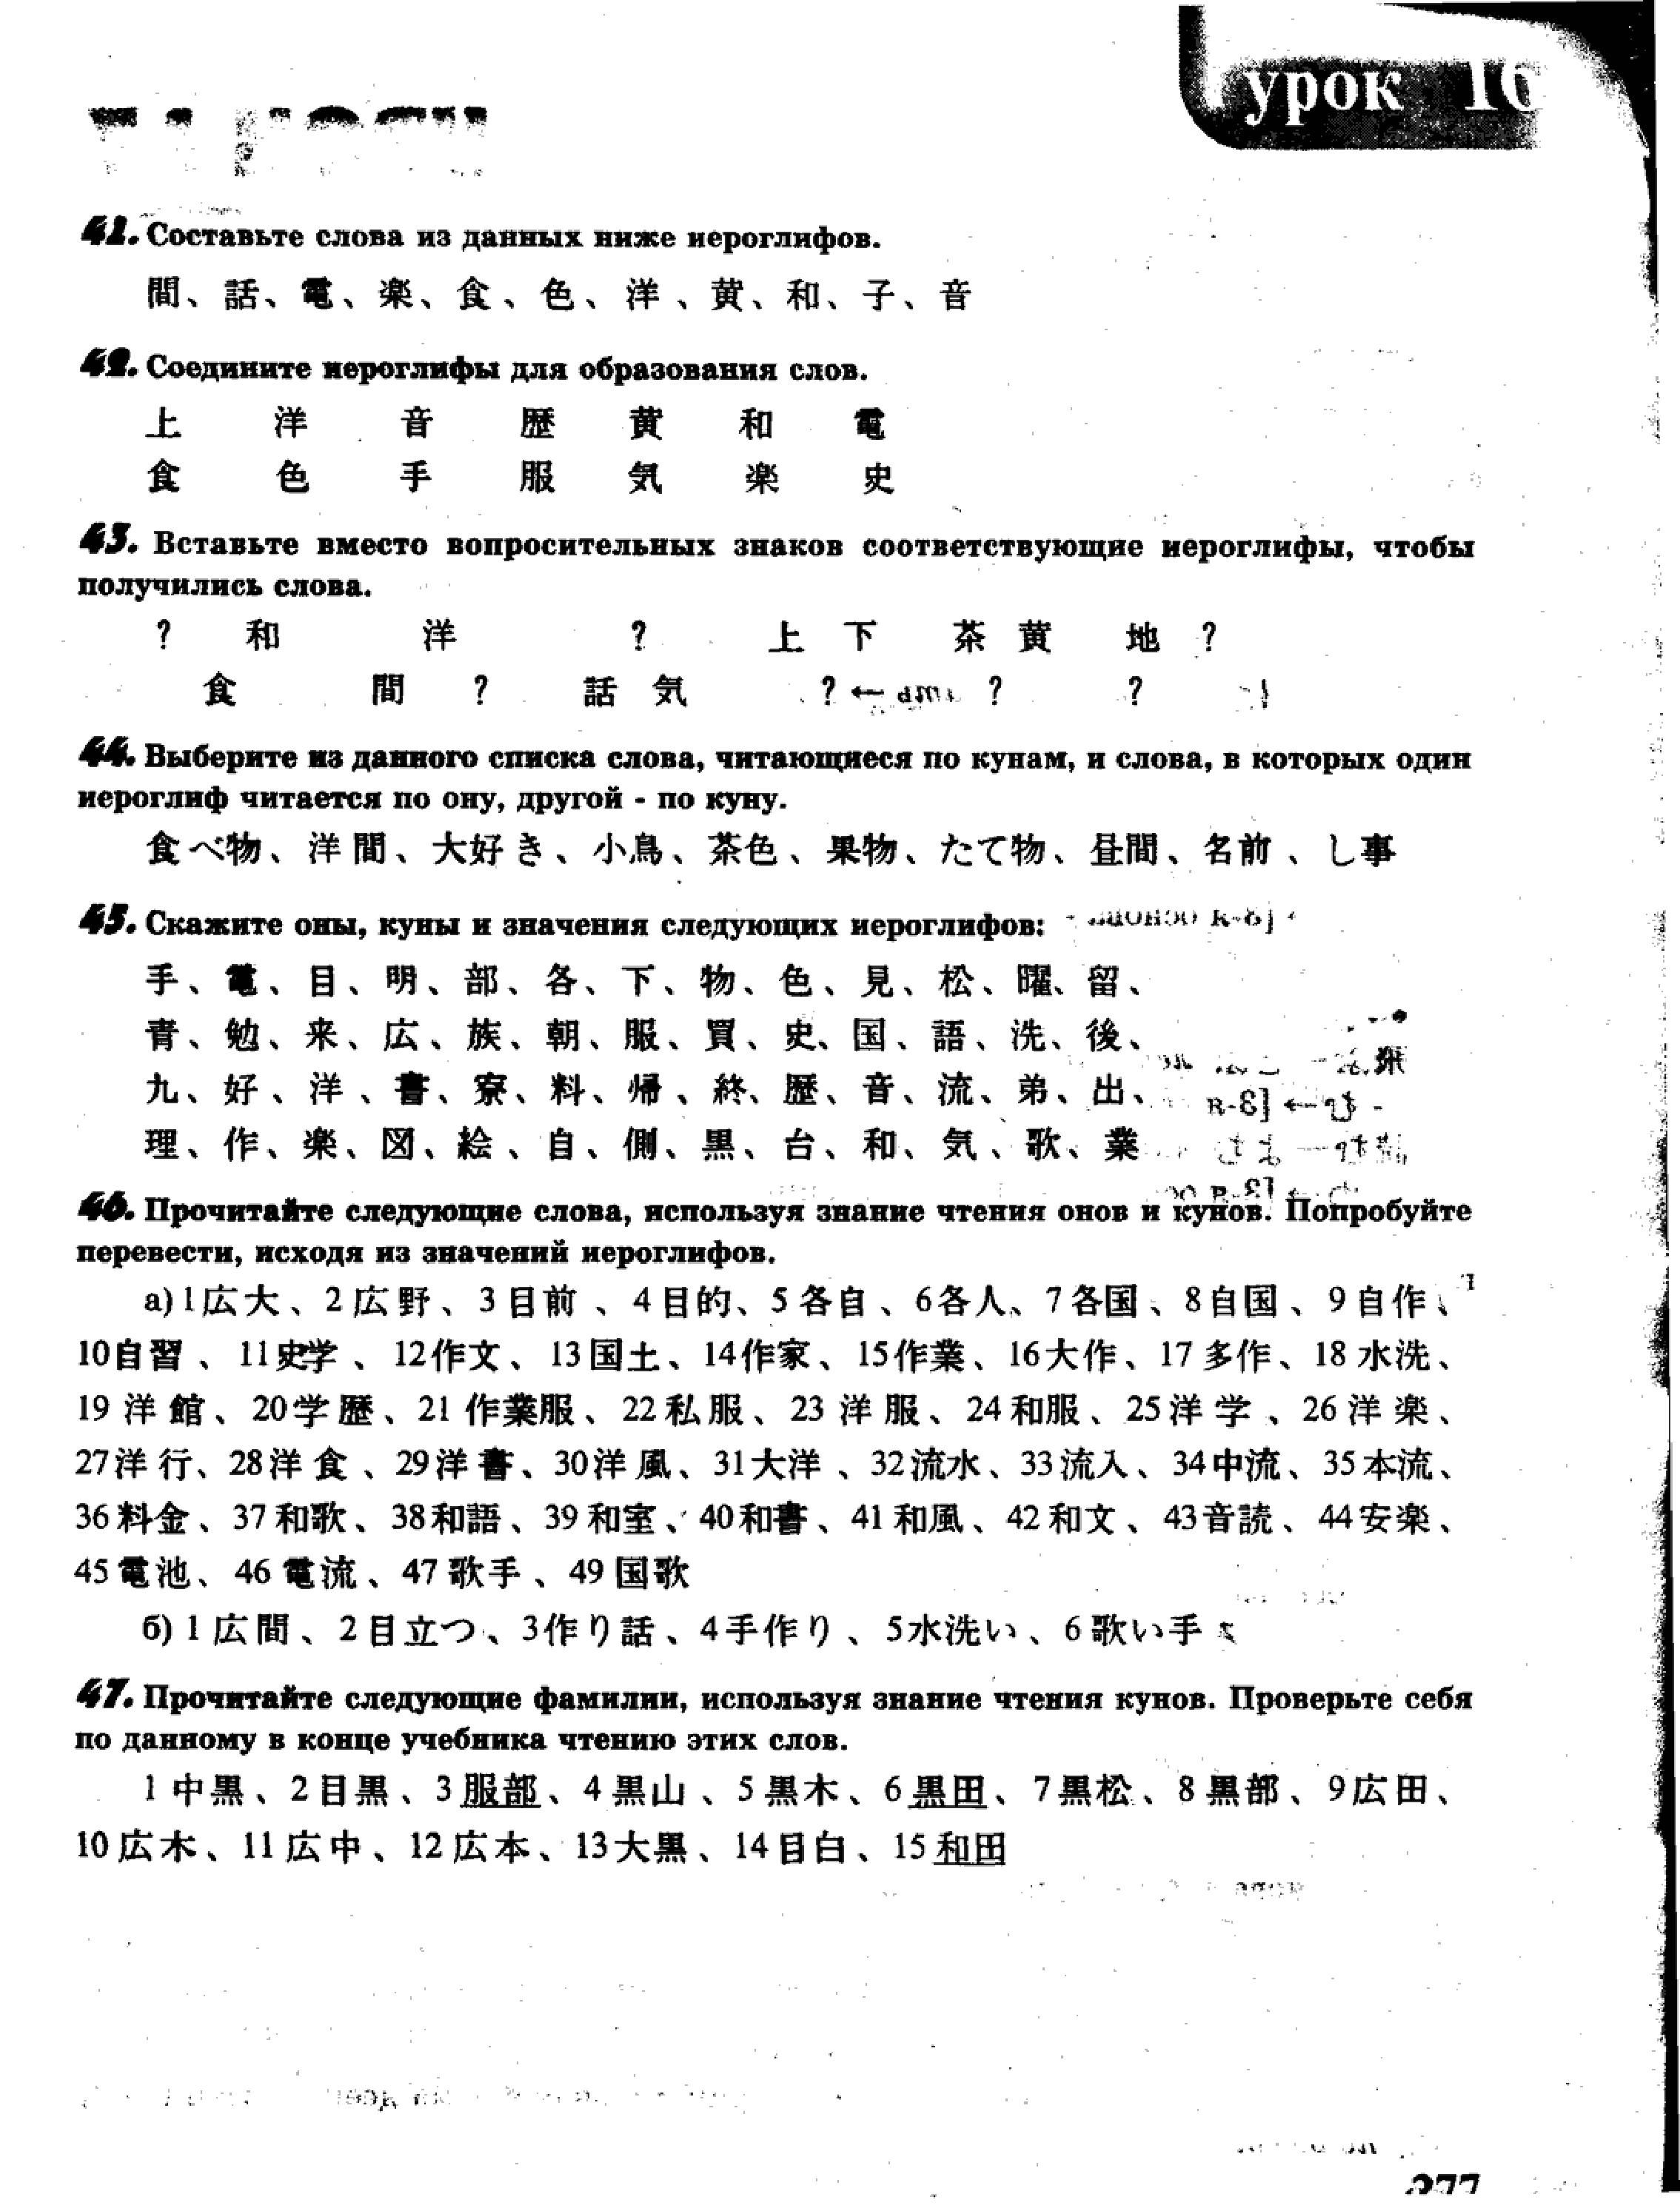 урок 16
41. Составьте слова из данных ниже иероглифов.
間、話、電、楽、食、色、洋、黄、和、子、音
42. Соедините иероглифы для образования слов.
上 洋 音 歴 黄 和 電
食 色 手 服 気 楽 史
43. Вставьте вместо вопросительных знаков соответствующие иероглифы, чтобы
получились слова.
? 和 洋 ? 上 下 茶 黄 地 ?
食 間 ? 話 気 ? ? ?
44. Выберите из данного списка слова, читающиеся по кунам, и слова, в которых один
иероглиф читается по ону, другой - по куну.
食べ物、洋間、大好き、小鳥、茶色、果物、たて物、昼間、名前、し事
45. Скажите оны, куны и значения следующих иероглифов:
手、電、目、明、部、各、下、物、色、見、松、曜、留、
青、勉、来、広、族、朝、服、買、史、国、語、洗、後、
九、好、洋、書、寮、料、帰、終、歴、音、流、弟、出、
理、作、楽、図、絵、自、側、黒、台、和、気、歌、業
46. Прочитайте следующие слова, используя знание чтения онов и кунов. Попробуйте
перевести, исходя из значений иероглифов.
а) 1広大、2広野、3目前、4目的、5各自、6各人、7各国、8自国、9自作、
10自習、11史学、12作文、13国土、14作家、15作業、16大作、17多作、18水洗、
19洋館、20学歴、21作業服、22私服、23洋服、24和服、25洋学、26洋楽、
27洋行、28洋食、29洋書、30洋風、31大洋、32流水、33流入、34中流、35本流、
36料金、37和歌、38和語、39和室、40和書、41和風、42和文、43音読、44安楽、
45電池、46電流、47歌手、49国歌
б) 1広間、2目立つ、3作り話、4手作り、5水洗い、6歌い手
47. Прочитайте следующие фамилии, используя знание чтения кунов. Проверьте себя
по данному в конце учебника чтению этих слов.
1中黒、2目黒、3服部、4黒山、5黒木、6黒田、7黒松、8黒部、9広田、
10広木、11広中、12広本、13大黒、14目白、15和田
277